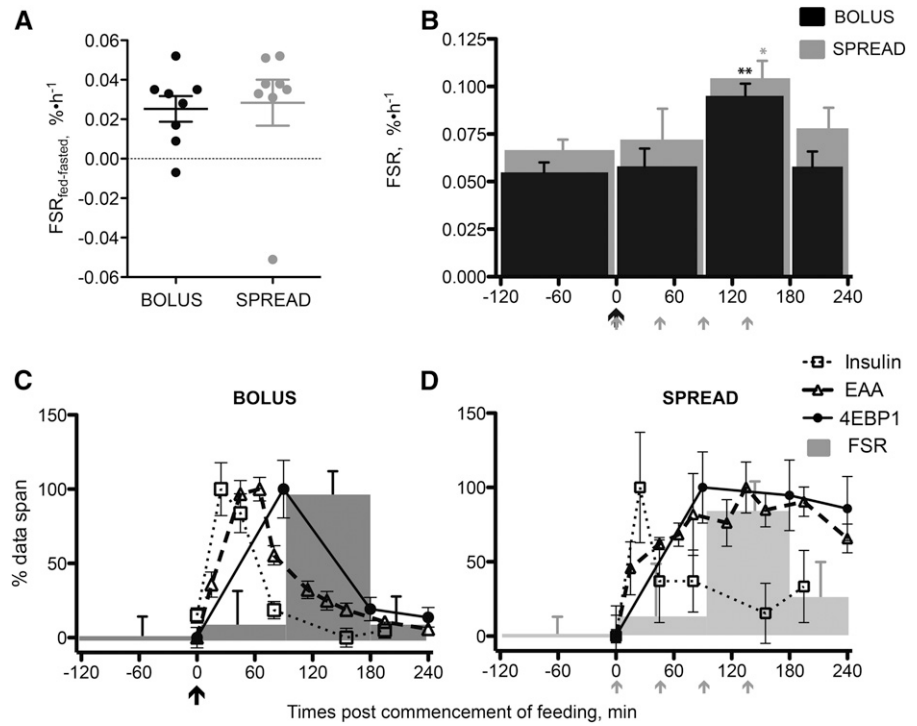 A
0.06
0.04
0.02
0.00
-0.02
-0.04
-0.06
FSR fed-fasted, %•h-1
BOLUS SPREAD
B
BOLUS
SPREAD
0.125
0.100
0.075
0.050
0.025
0.000
FSR, %•h-1
** *
-120 -60 0 60 120 180 240
C
BOLUS
150
100
50
0
% data span
-120 -60 0 60 120 180 240
D
SPREAD
Insulin
EAA
4EBP1
FSR
150
100
50
0
-120 -60 0 60 120 180 240
Times post commencement of feeding, min